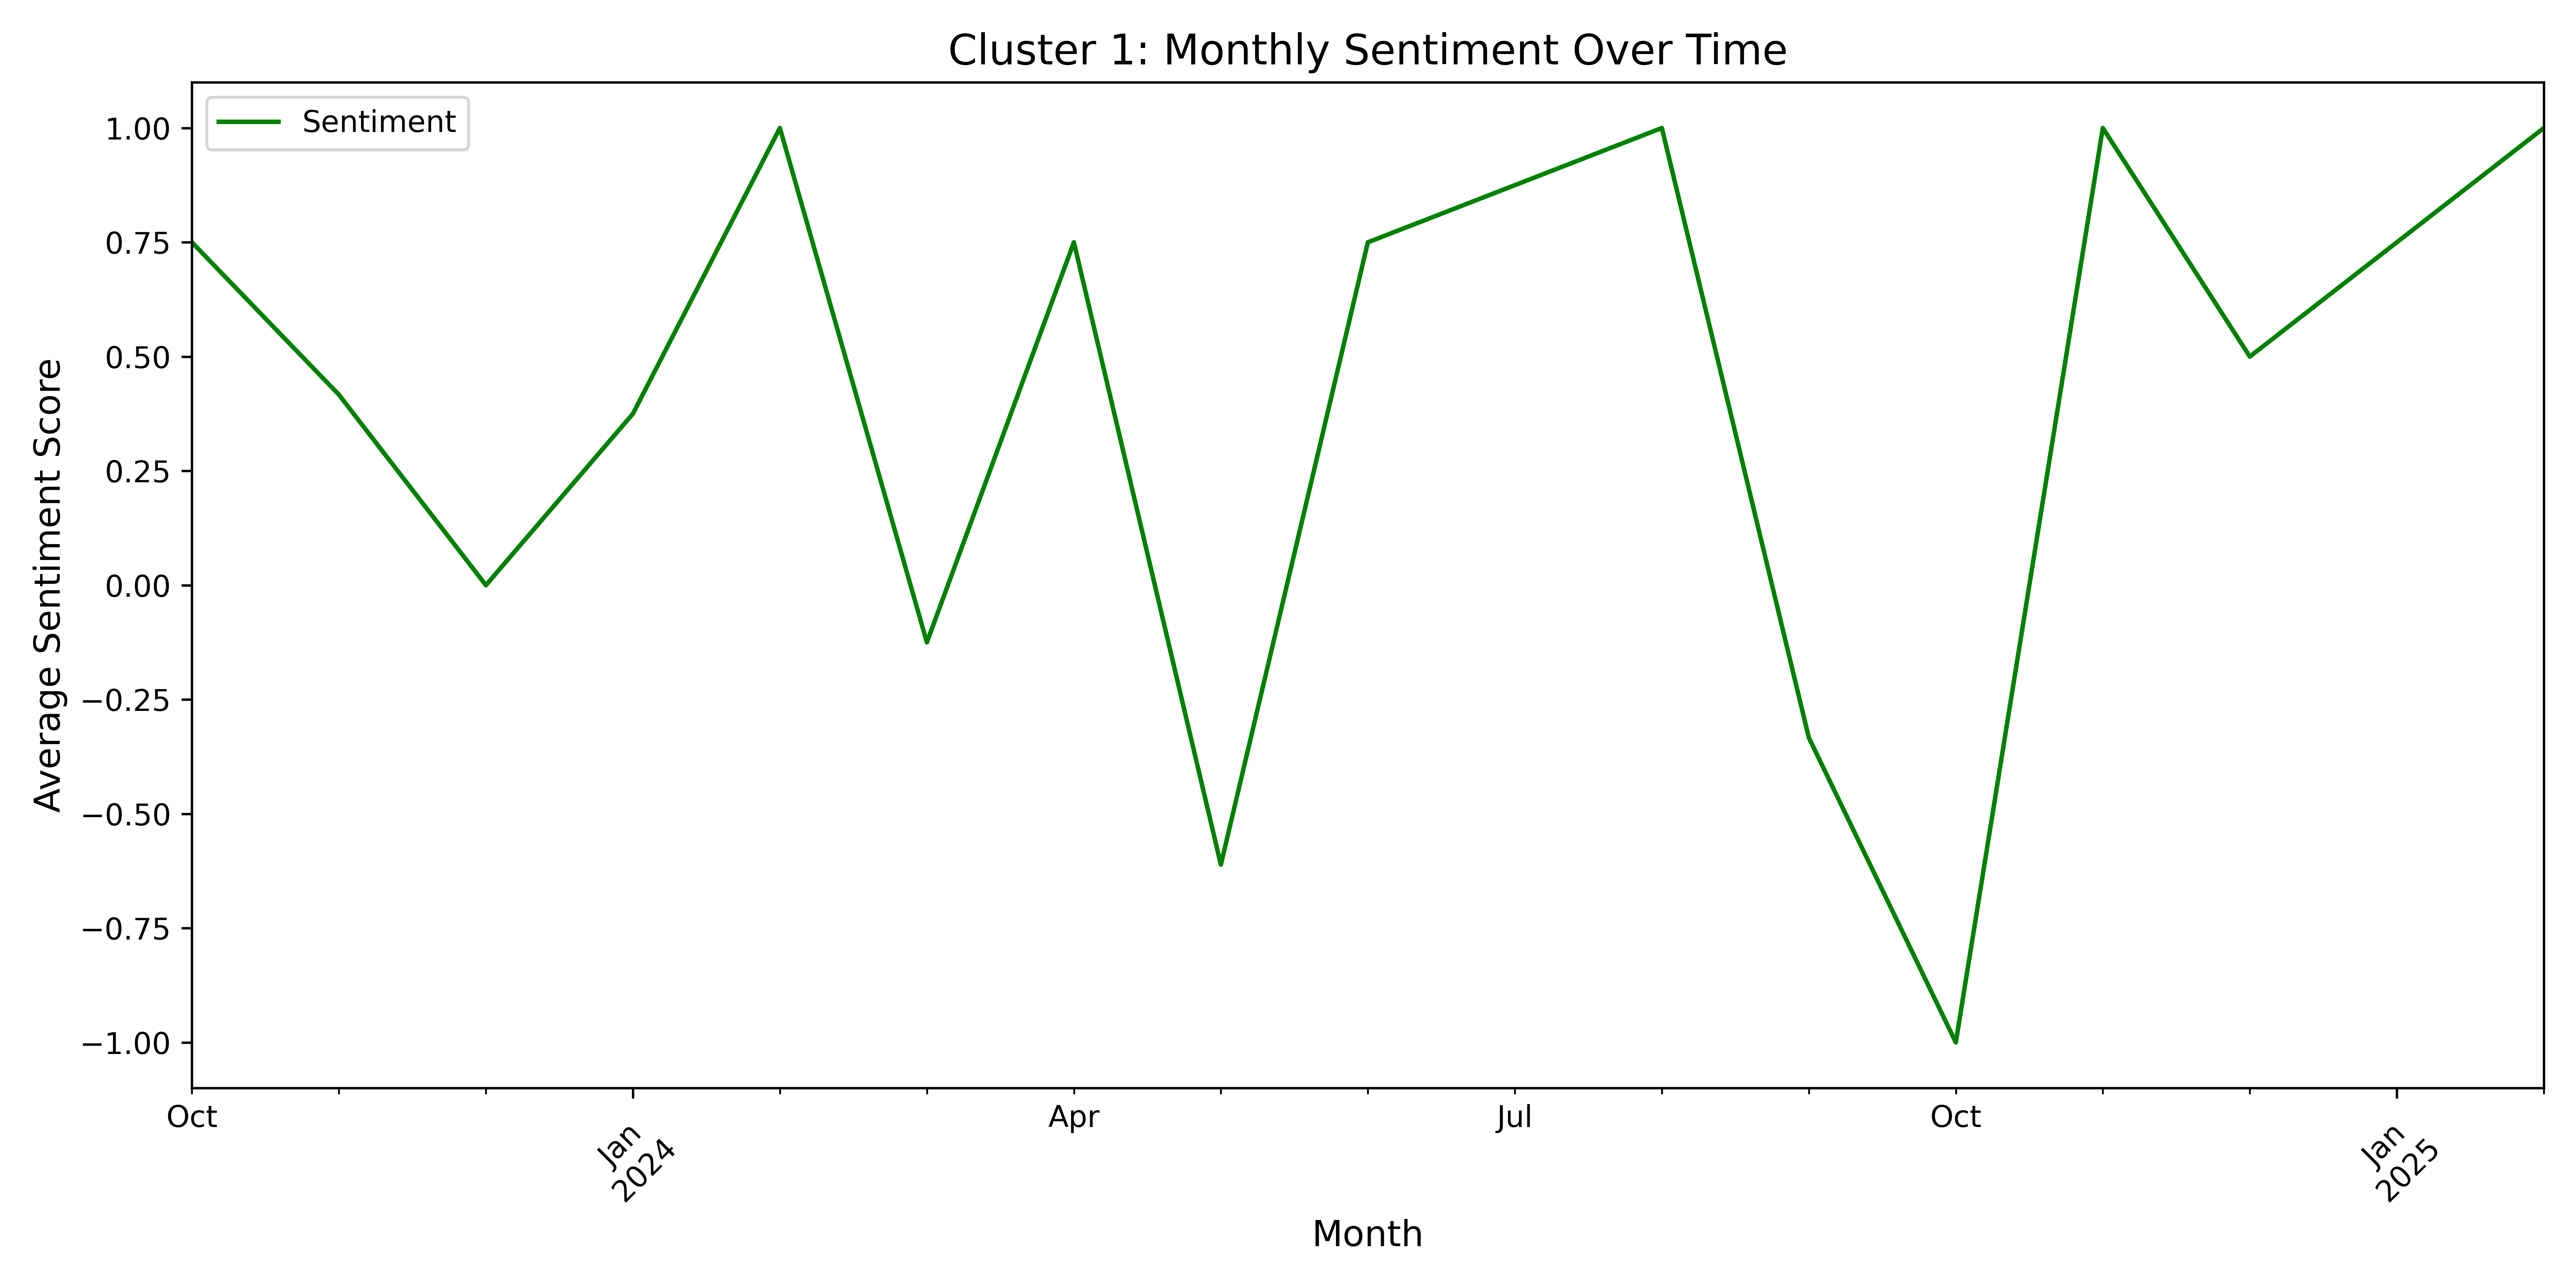 Cluster 1: Monthly Sentiment Over Time
Sentiment
1.00
0.75
0.50
0.25
0.00
−0.25
−0.50
−0.75
−1.00
Average Sentiment Score
Oct
Jan
2024
Apr
Jul
Oct
Jan
2025
Month